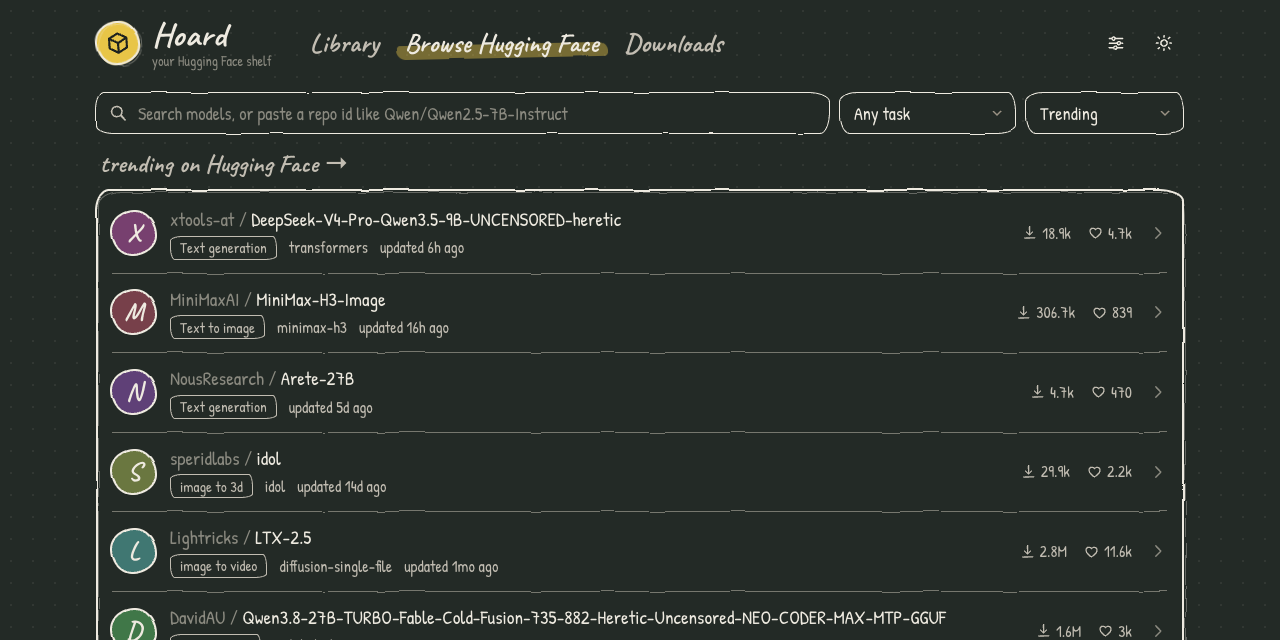 Hoard
your Hugging Face shelf
Library Browse Hugging Face Downloads
Search models, or paste a repo id like Qwen/Qwen2.5-7B-Instruct
Any task
Trending
trending on Hugging Face →
X
xtools-at / DeepSeek-V4-Pro-Qwen3.5-9B-UNCENSORED-heretic
Text generation transformers updated 6h ago
18.9k 4.7k
M
MiniMaxAI / MiniMax-H3-Image
Text to image minimax-h3 updated 16h ago
306.7k 839
N
NousResearch / Arete-27B
Text generation updated 5d ago
4.7k 470
S
speridlabs / idol
image to 3d idol updated 14d ago
29.9k 2.2k
L
Lightricks / LTX-2.5
image to video diffusion-single-file updated 1mo ago
2.8M 11.6k
D
DavidAU / Qwen3.8-27B-TURBO-Fable-Cold-Fusion-735-882-Heretic-Uncensored-NEO-CODER-MAX-MTP-GGUF
1.6M 3k